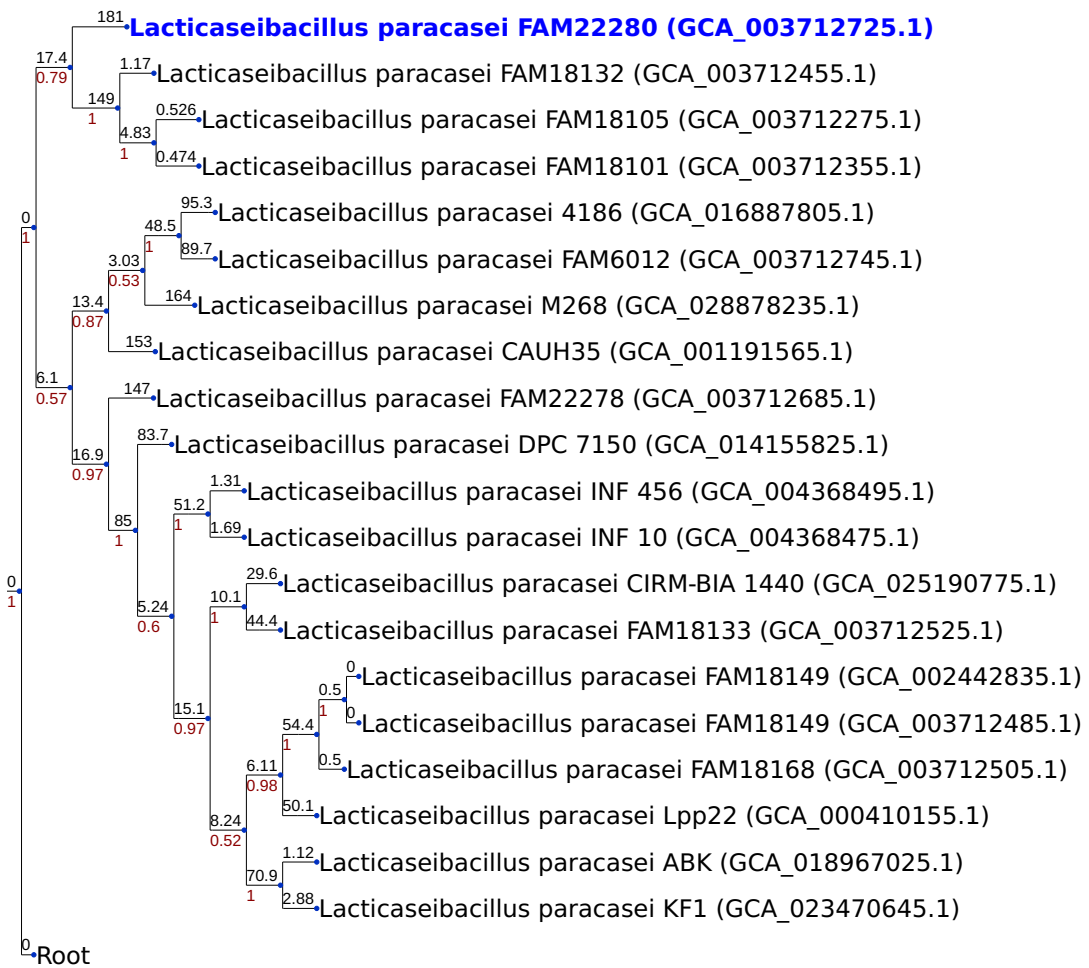 181
Lacticaseibacillus paracasei FAM22280 (GCA_003712725.1)
17.4
0.79
1.17
Lacticaseibacillus paracasei FAM18132 (GCA_003712455.1)
149
1
0.526
Lacticaseibacillus paracasei FAM18105 (GCA_003712275.1)
4.83
1
0.474
Lacticaseibacillus paracasei FAM18101 (GCA_003712355.1)
0
1
95.3
Lacticaseibacillus paracasei 4186 (GCA_016887805.1)
48.5
1
89.7
Lacticaseibacillus paracasei FAM6012 (GCA_003712745.1)
3.03
0.53
164
Lacticaseibacillus paracasei M268 (GCA_028878235.1)
13.4
0.87
153
Lacticaseibacillus paracasei CAUH35 (GCA_001191565.1)
6.1
0.57
147
Lacticaseibacillus paracasei FAM22278 (GCA_003712685.1)
16.9
0.97
83.7
Lacticaseibacillus paracasei DPC 7150 (GCA_014155825.1)
85
1
1.31
Lacticaseibacillus paracasei INF 456 (GCA_004368495.1)
51.2
1
1.69
Lacticaseibacillus paracasei INF 10 (GCA_004368475.1)
0
1
5.24
0.6
29.6
Lacticaseibacillus paracasei CIRM-BIA 1440 (GCA_025190775.1)
10.1
1
44.4
Lacticaseibacillus paracasei FAM18133 (GCA_003712525.1)
15.1
0.97
0
Lacticaseibacillus paracasei FAM18149 (GCA_002442835.1)
0.5
1
0
Lacticaseibacillus paracasei FAM18149 (GCA_003712485.1)
54.4
1
0.5
Lacticaseibacillus paracasei FAM18168 (GCA_003712505.1)
6.11
0.98
50.1
Lacticaseibacillus paracasei Lpp22 (GCA_000410155.1)
8.24
0.52
1.12
Lacticaseibacillus paracasei ABK (GCA_018967025.1)
70.9
1
2.88
Lacticaseibacillus paracasei KF1 (GCA_023470645.1)
0
Root